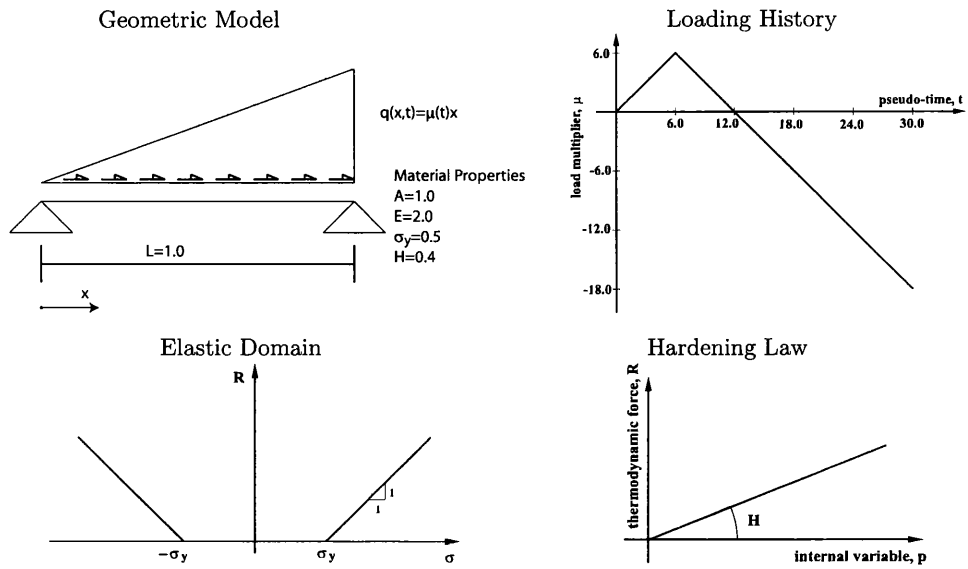 Geometric Model
q(x,t)=μ(t)x
Material Properties
A=1.0
E=2.0
σy=0.5
H=0.4
L=1.0
x
Loading History
load multiplier, μ
pseudo-time, t
6.0
6.0
12.0
18.0
24.0
30.0
-6.0
-12.0
-18.0
Elastic Domain
R
1
1
-σy
σy
σ
Hardening Law
thermodynamic force, R
H
internal variable, p